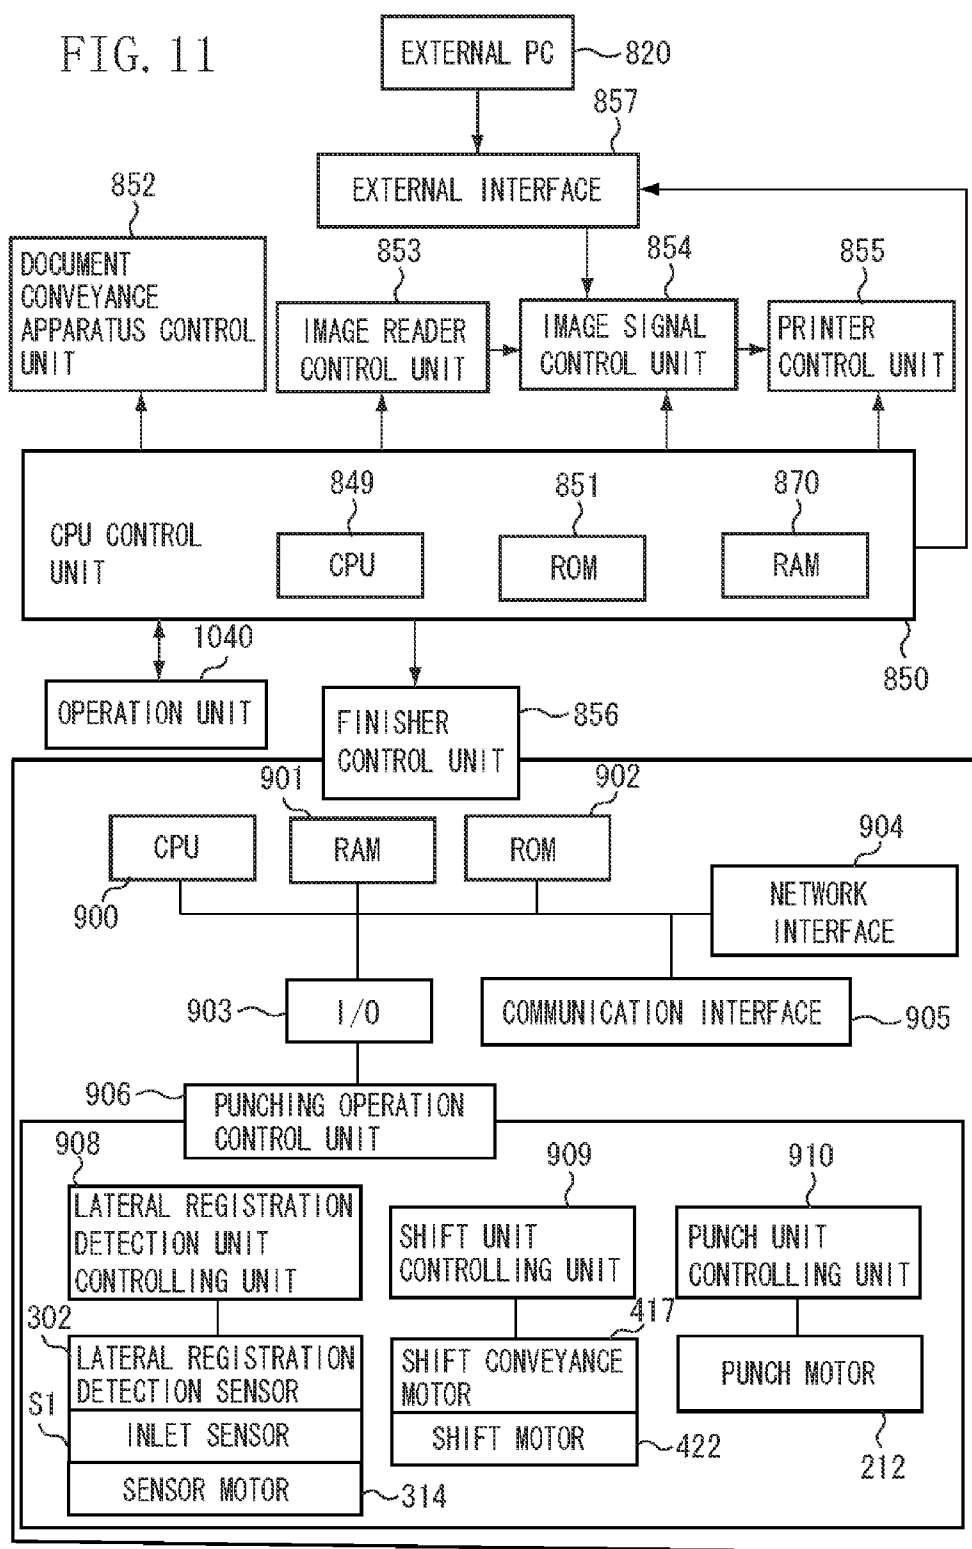 FIG. 11
EXTERNAL PC
820
857
EXTERNAL INTERFACE
852
DOCUMENT
CONVEYANCE
APPARATUS CONTROL
UNIT
853
IMAGE READER
CONTROL UNIT
854
IMAGE SIGNAL
CONTROL UNIT
855
PRINTER
CONTROL UNIT
CPU CONTROL
UNIT
849
CPU
851
ROM
870
RAM
850
1040
OPERATION UNIT
FINISHER
CONTROL UNIT
856
CPU
900
901
RAM
902
ROM
904
NETWORK
INTERFACE
903
I/O
COMMUNICATION INTERFACE
905
906
PUNCHING OPERATION
CONTROL UNIT
908
LATERAL REGISTRATION
DETECTION UNIT
CONTROLLING UNIT
909
SHIFT UNIT
CONTROLLING UNIT
910
PUNCH UNIT
CONTROLLING UNIT
302
LATERAL REGISTRATION
DETECTION SENSOR
S1
INLET SENSOR
SENSOR MOTOR
314
417
SHIFT CONVEYANCE
MOTOR
SHIFT MOTOR
422
PUNCH MOTOR
212